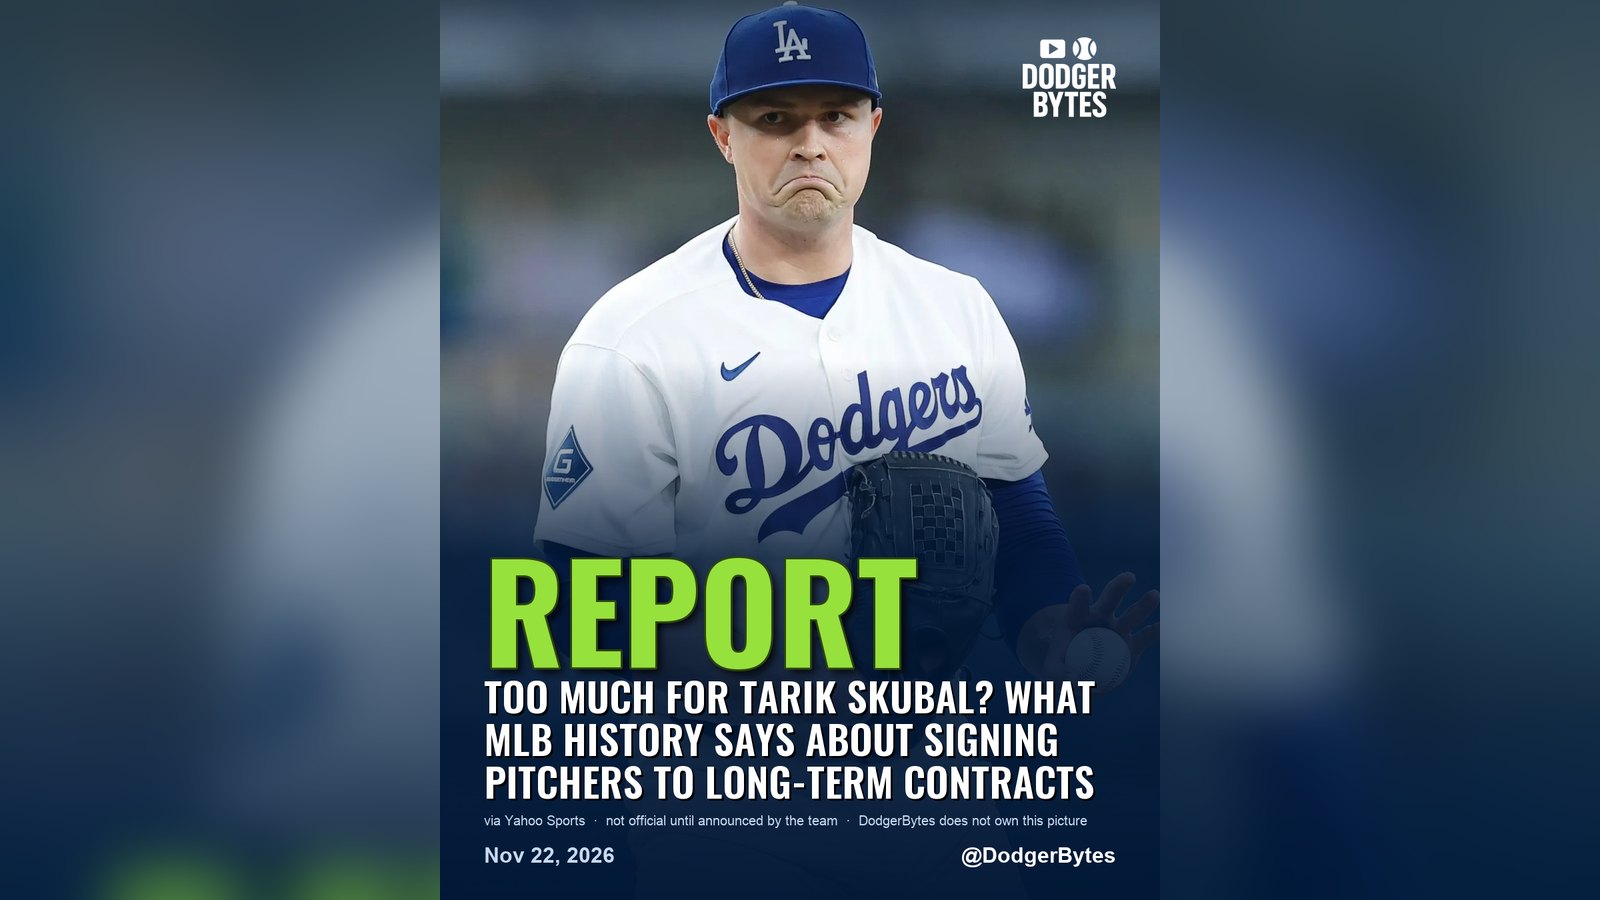 LA
DODGER
BYTES
Dodgers
G
REPORT
TOO MUCH FOR TARIK SKUBAL? WHAT
MLB HISTORY SAYS ABOUT SIGNING
PITCHERS TO LONG-TERM CONTRACTS
via Yahoo Sports · not official until announced by the team · DodgerBytes does not own this picture
Nov 22, 2026
@DodgerBytes